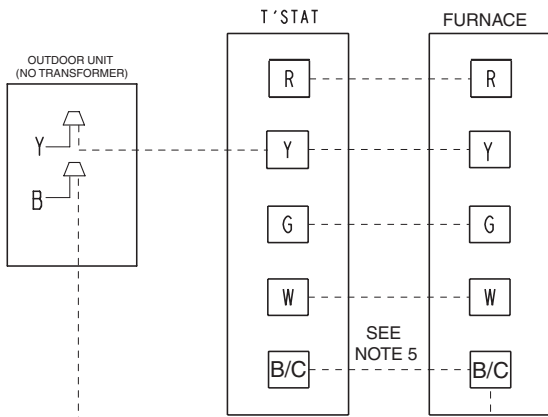 T'STAT
FURNACE
OUTDOOR UNIT
(NO TRANSFORMER)
R
R
Y
Y
Y
B
G
G
W
W
SEE
NOTE 5
B/C
B/C